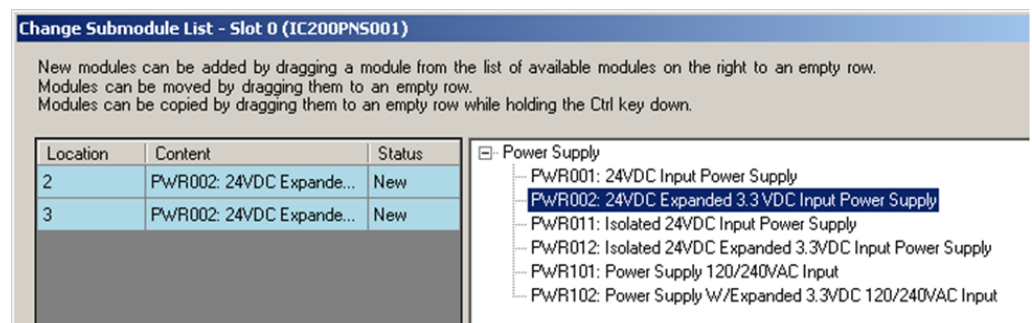 Change Submodule List - Slot 0 (IC200PNS001)
New modules can be added by dragging a module from the list of available modules on the right to an empty row.
Modules can be moved by dragging them to an empty row.
Modules can be copied by dragging them to an empty row while holding the Ctrl key down.
Location Content Status
2 PWR002: 24VDC Expande... New
3 PWR002: 24VDC Expande... New
Power Supply
PWR001: 24VDC Input Power Supply
PWR002: 24VDC Expanded 3.3 VDC Input Power Supply
PWR011: Isolated 24VDC Input Power Supply
PWR012: Isolated 24VDC Expanded 3.3VDC Input Power Supply
PWR101: Power Supply 120/240VAC Input
PWR102: Power Supply W/Expanded 3.3VDC 120/240VAC Input